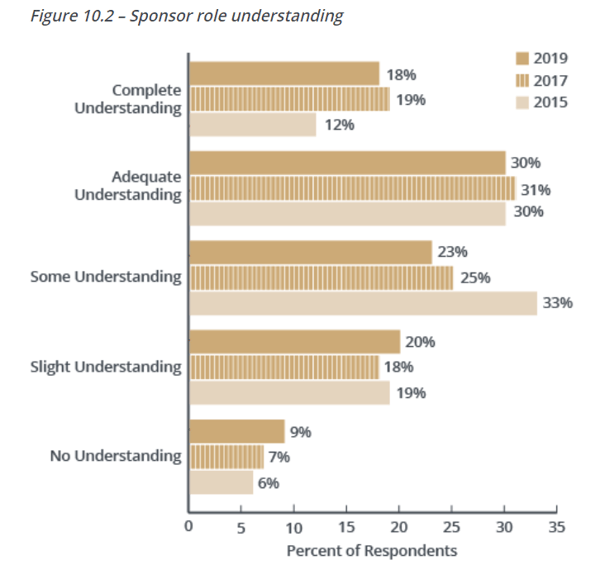 Figure 10.2 – Sponsor role understanding
2019
2017
2015
Complete
Understanding
18%
19%
12%
Adequate
Understanding
30%
31%
30%
Some Understanding
23%
25%
33%
Slight Understanding
20%
18%
19%
No Understanding
9%
7%
6%
0 5 10 15 20 25 30 35
Percent of Respondents